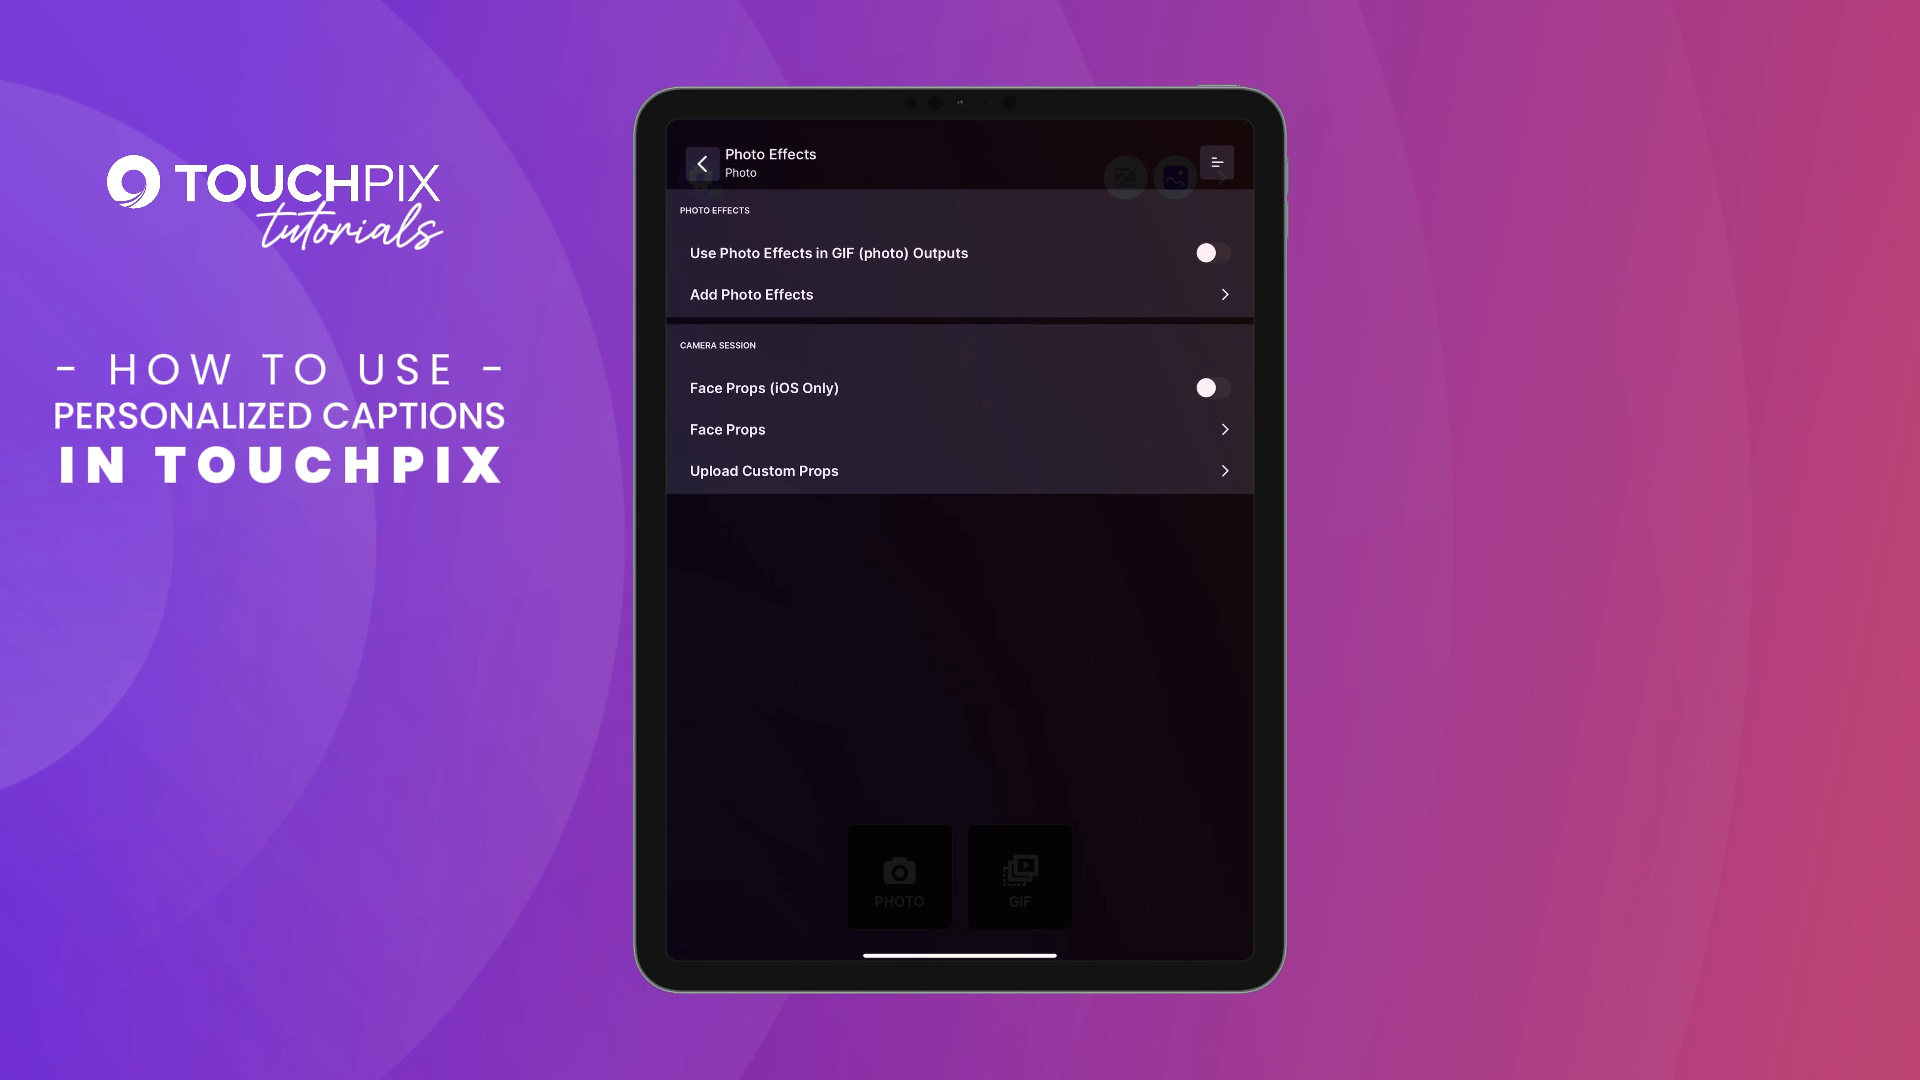 TOUCHPIX
tutorials
- HOW TO USE -
PERSONALIZED CAPTIONS
IN TOUCHPIX
Photo Effects
Photo
PHOTO EFFECTS
Use Photo Effects in GIF (photo) Outputs
Add Photo Effects
CAMERA SESSION
Face Props (iOS Only)
Face Props
Upload Custom Props
PHOTO
GIF